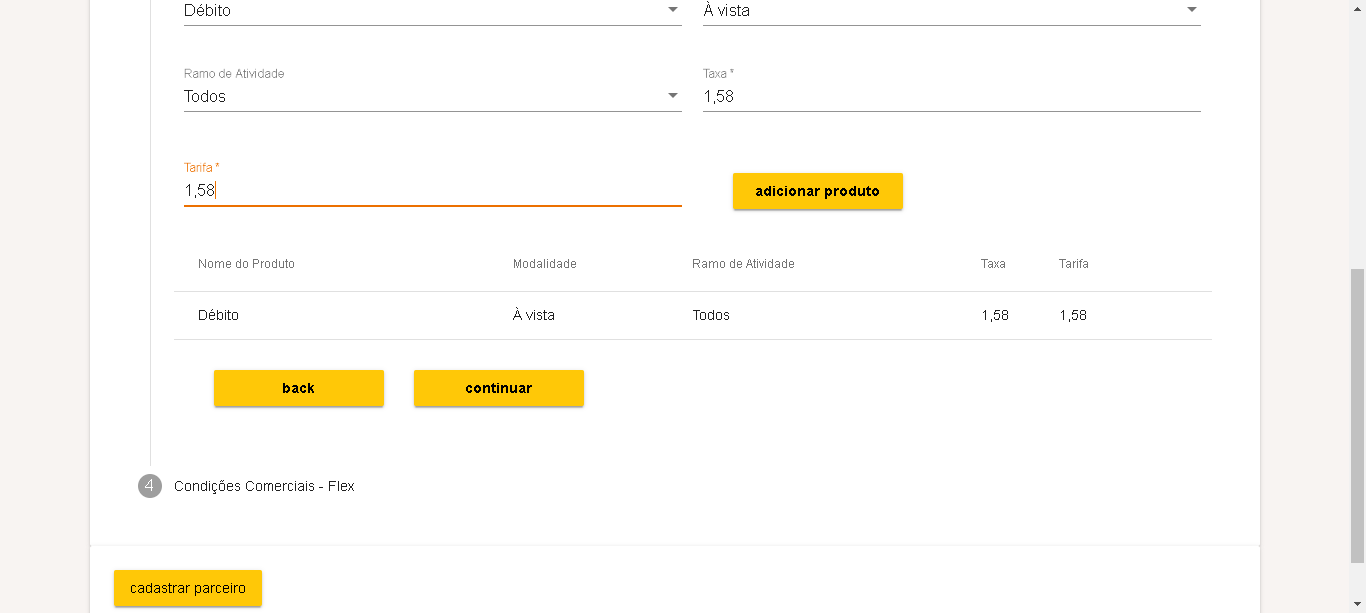 Débito À vista
Ramo de Atividade Taxa *
Todos 1,58
Tarifa *
1,58
adicionar produto
Nome do Produto Modalidade Ramo de Atividade Taxa Tarifa
Débito À vista Todos 1,58 1,58
back continuar
4 Condições Comerciais - Flex
cadastrar parceiro